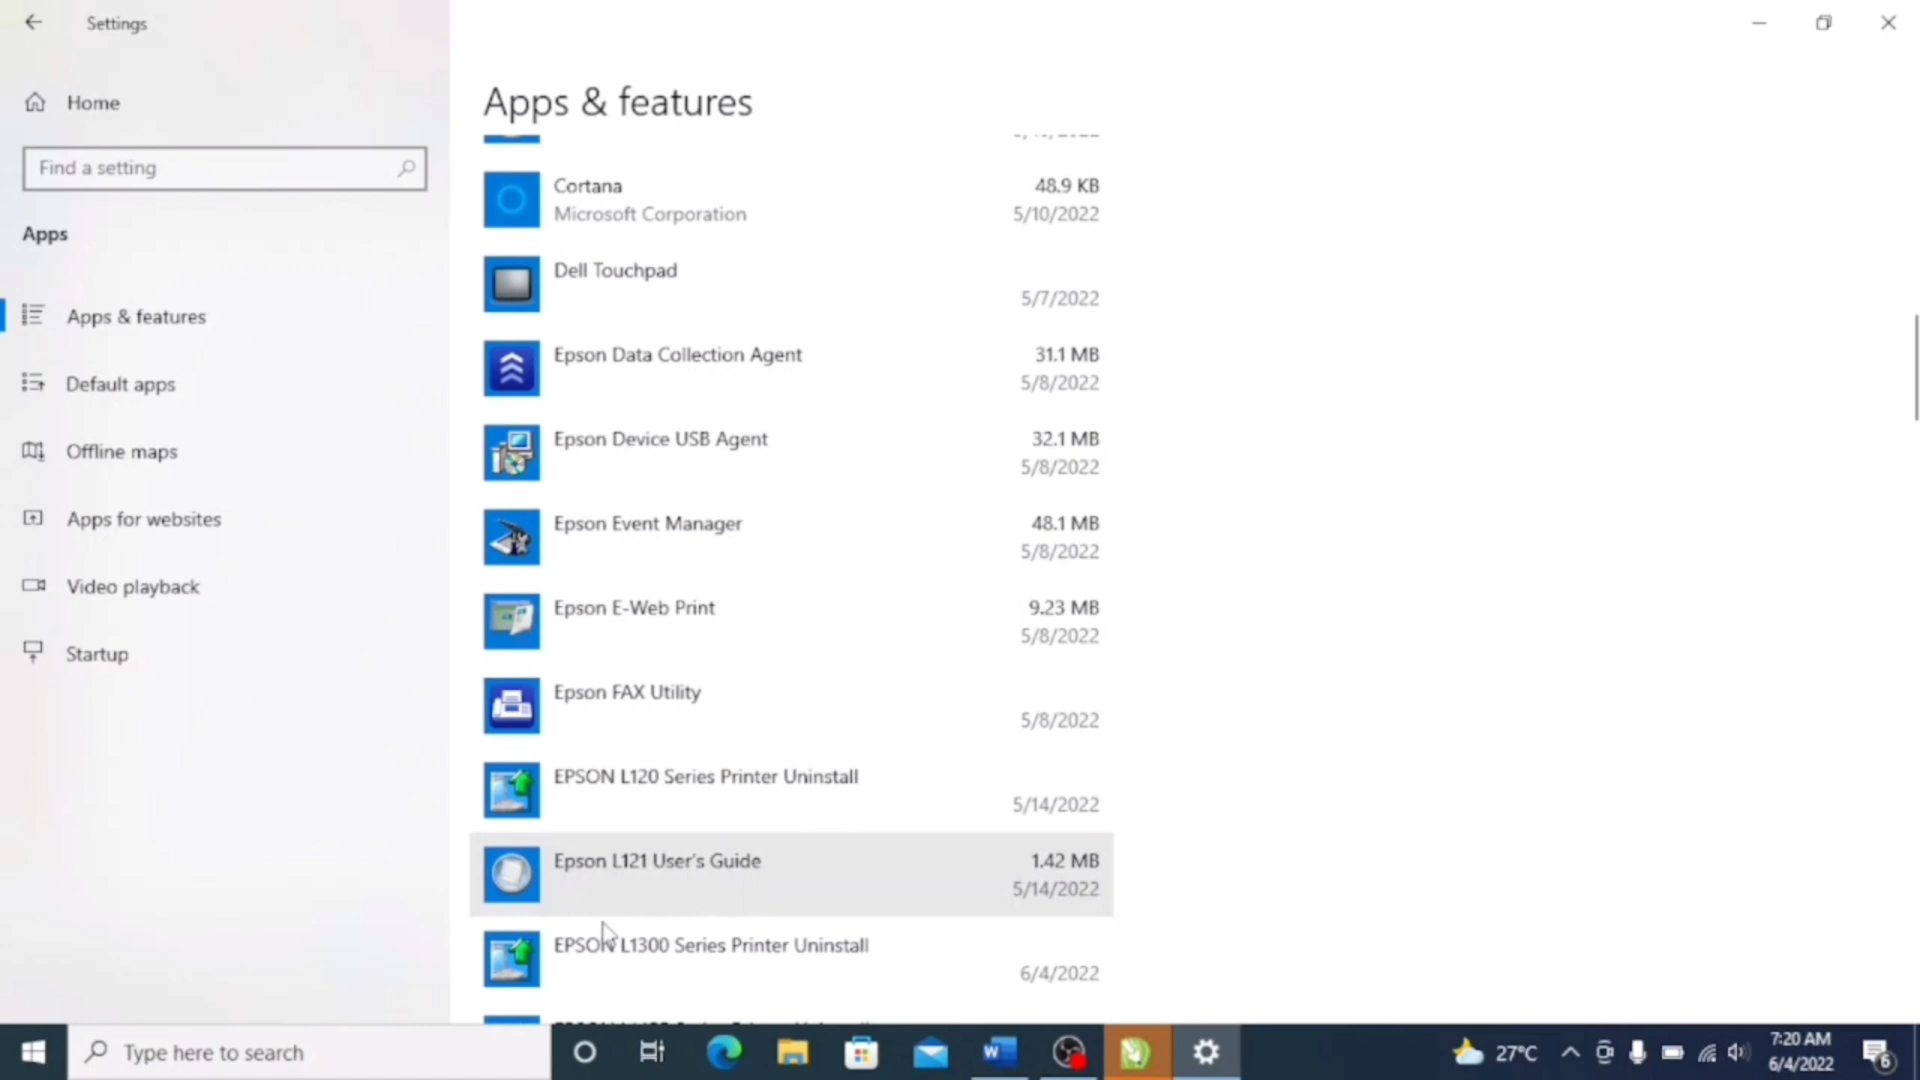 Settings
Home
Find a setting
Apps
Apps & features
Default apps
Offline maps
Apps for websites
Video playback
Startup
Apps & features
Cortana 48.9 KB
Microsoft Corporation 5/10/2022
Dell Touchpad
5/7/2022
Epson Data Collection Agent 31.1 MB
5/8/2022
Epson Device USB Agent 32.1 MB
5/8/2022
Epson Event Manager 48.1 MB
5/8/2022
Epson E-Web Print 9.23 MB
5/8/2022
Epson FAX Utility
5/8/2022
EPSON L120 Series Printer Uninstall
5/14/2022
Epson L121 User's Guide 1.42 MB
5/14/2022
EPSON L1300 Series Printer Uninstall
6/4/2022
Type here to search
27°C
7:20 AM
6/4/2022
6